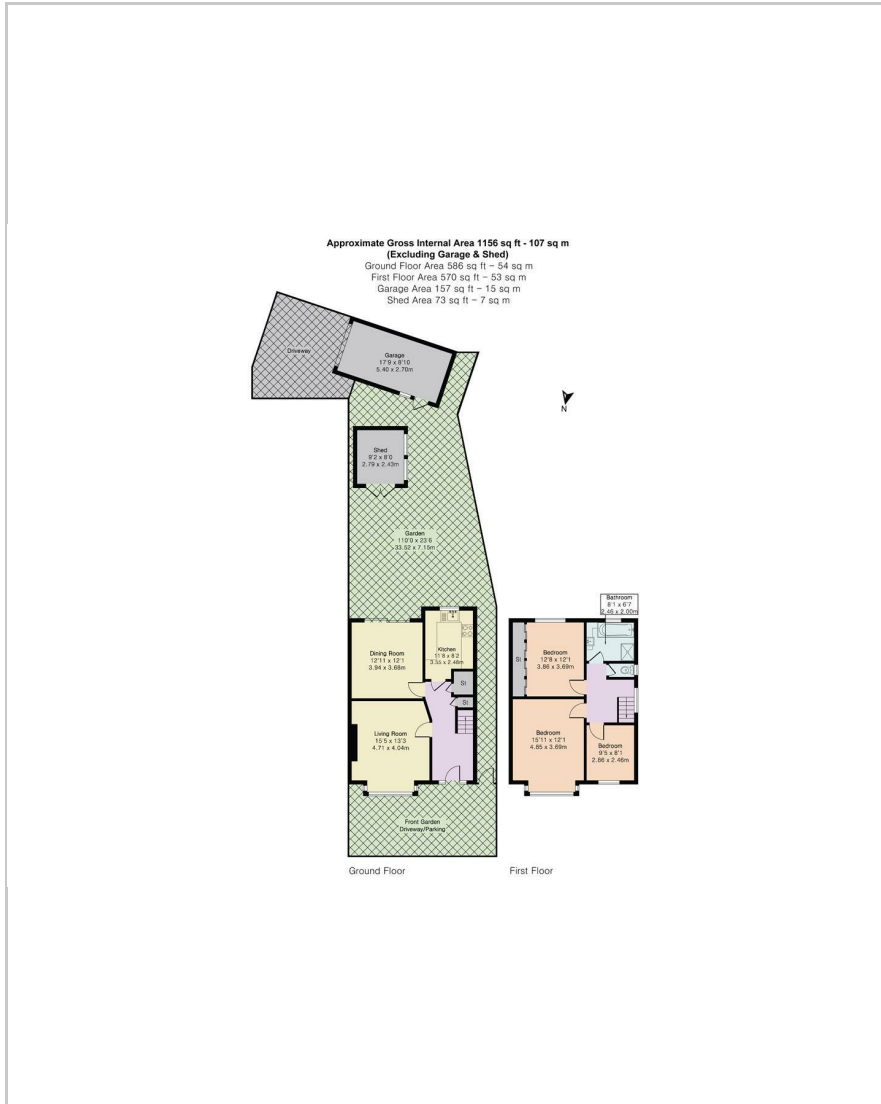 Approximate Gross Internal Area 1156 sq ft - 107 sq m
(Excluding Garage & Shed)
Ground Floor Area 586 sq ft – 54 sq m
First Floor Area 570 sq ft – 53 sq m
Garage Area 157 sq ft – 15 sq m
Shed Area 73 sq ft – 7 sq m
Driveway
Garage
17'9 x 8'10
5.40 x 2.70m
N
Shed
9'2 x 8'0
2.79 x 2.43m
Garden
110'0 x 23'6
33.52 x 7.15m
Dining Room
12'11 x 12'1
3.94 x 3.68m
Kitchen
11'8 x 8'2
3.55 x 2.48m
St
St
Living Room
15'5 x 13'3
4.71 x 4.04m
Front Garden
Driveway/Parking
Ground Floor
Bathroom
8'1 x 6'7
2.46 x 2.00m
St
Bedroom
12'8 x 12'1
3.86 x 3.69m
Bedroom
15'11 x 12'1
4.85 x 3.69m
Bedroom
9'5 x 8'1
2.86 x 2.46m
First Floor